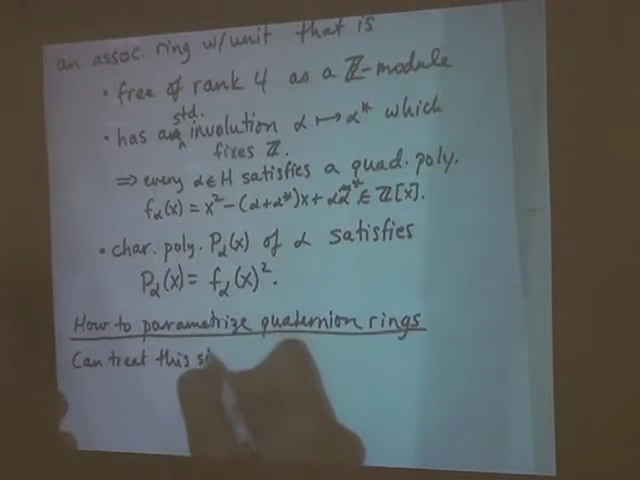 an assoc. ring w/unit that is
• free of rank 4 as a ℤ-module
std.
• has an involution α ↦ α* which
fixes ℤ.
⇒ every α ∈ H satisfies a quad. poly.
f_α(x) = x² - (α+α*)x + αα* ∈ ℤ[x].
• char. poly. P_α(x) of α satisfies
P_α(x) = f_α(x)².
How to parametrize quaternion rings
Can treat this